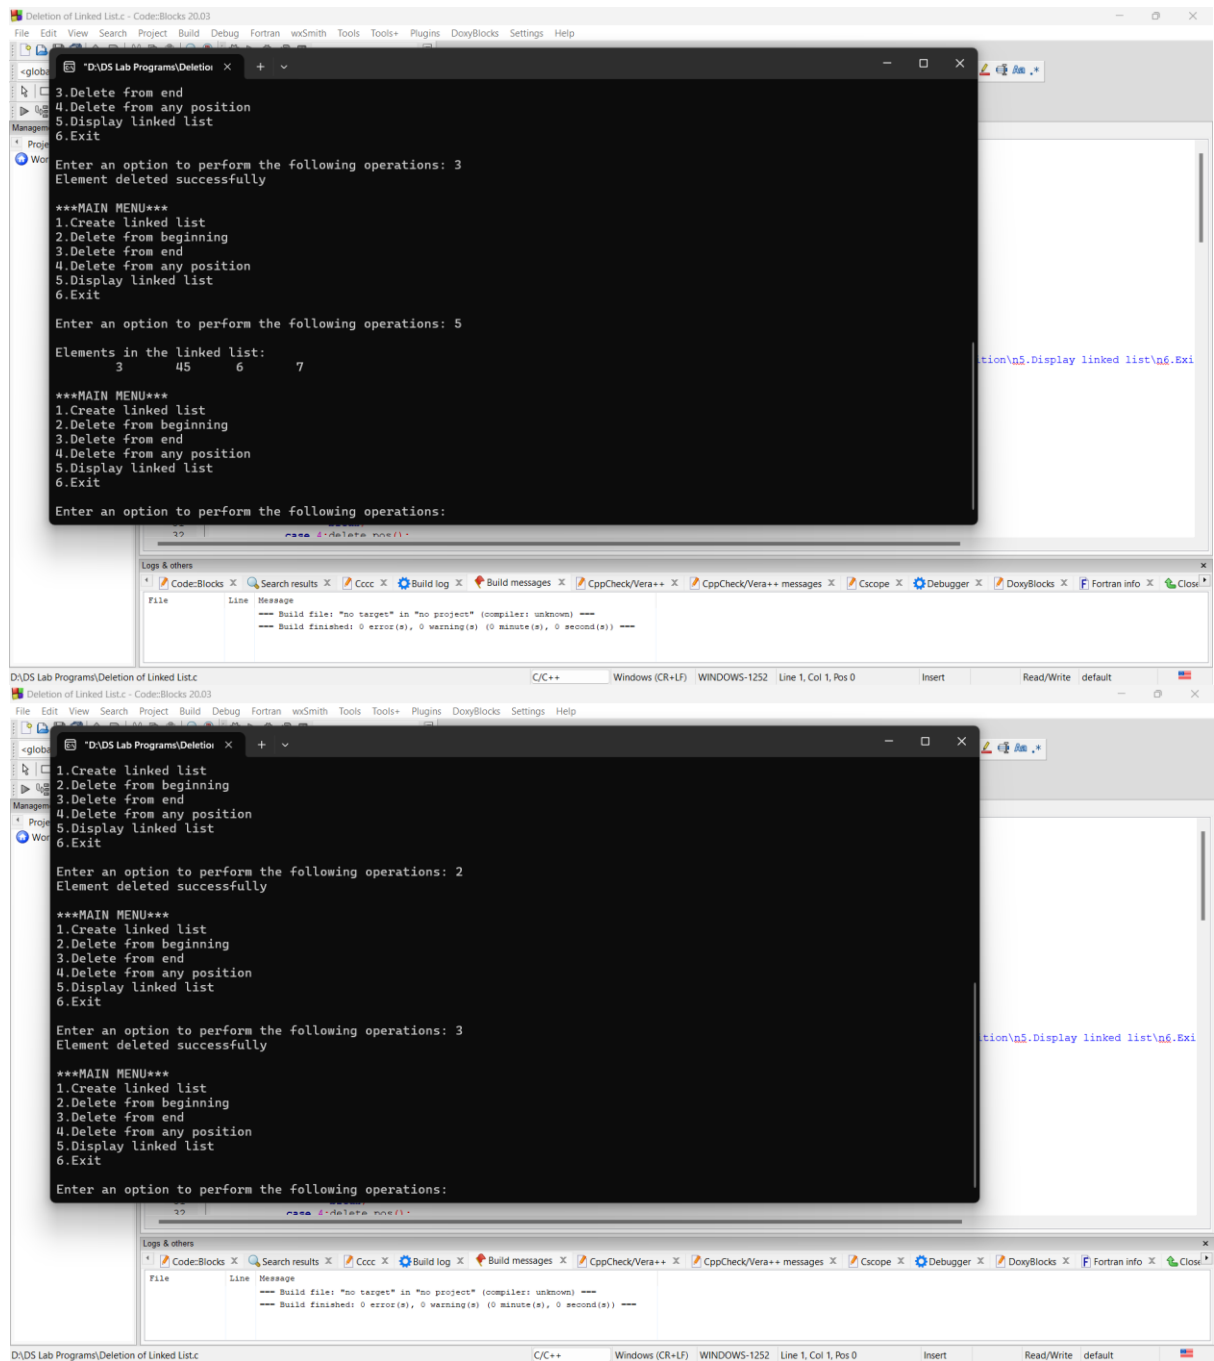 Deletion of Linked List.c - Code::Blocks 20.03
File Edit View Search Project Build Debug Fortran wxSmith Tools Tools+ Plugins DoxyBlocks Settings Help
"D:\DS Lab Programs\Deletion
<globa
3.Delete from end
4.Delete from any position
5.Display linked list
6.Exit
Managem
Proje
Wor
Enter an option to perform the following operations: 3
Element deleted successfully
***MAIN MENU***
1.Create linked list
2.Delete from beginning
3.Delete from end
4.Delete from any position
5.Display linked list
6.Exit
Enter an option to perform the following operations: 5
Elements in the linked list:
3 45 6 7
tion\n5.Display linked list\n6.Exi
***MAIN MENU***
1.Create linked list
2.Delete from beginning
3.Delete from end
4.Delete from any position
5.Display linked list
6.Exit
Enter an option to perform the following operations:
32 case 4:delete_pos();
Logs & others
Code::Blocks X Search results X Cccc X Build log X Build messages X CppCheck/Vera++ X CppCheck/Vera++ messages X Cscope X Debugger X DoxyBlocks X Fortran info X Close
File Line Message
=== Build file: "no target" in "no project" (compiler: unknown) ===
=== Build finished: 0 error(s), 0 warning(s) (0 minute(s), 0 second(s)) ===
D:\DS Lab Programs\Deletion of Linked List.c C/C++ Windows (CR+LF) WINDOWS-1252 Line 1, Col 1, Pos 0 Insert Read/Write default
Deletion of Linked List.c - Code::Blocks 20.03
File Edit View Search Project Build Debug Fortran wxSmith Tools Tools+ Plugins DoxyBlocks Settings Help
"D:\DS Lab Programs\Deletion
<globa
1.Create linked list
2.Delete from beginning
3.Delete from end
4.Delete from any position
5.Display linked list
6.Exit
Managem
Proje
Wor
Enter an option to perform the following operations: 2
Element deleted successfully
***MAIN MENU***
1.Create linked list
2.Delete from beginning
3.Delete from end
4.Delete from any position
5.Display linked list
6.Exit
Enter an option to perform the following operations: 3
Element deleted successfully
tion\n5.Display linked list\n6.Exi
***MAIN MENU***
1.Create linked list
2.Delete from beginning
3.Delete from end
4.Delete from any position
5.Display linked list
6.Exit
Enter an option to perform the following operations:
32 case 4:delete_pos();
Logs & others
Code::Blocks X Search results X Cccc X Build log X Build messages X CppCheck/Vera++ X CppCheck/Vera++ messages X Cscope X Debugger X DoxyBlocks X Fortran info X Close
File Line Message
=== Build file: "no target" in "no project" (compiler: unknown) ===
=== Build finished: 0 error(s), 0 warning(s) (0 minute(s), 0 second(s)) ===
D:\DS Lab Programs\Deletion of Linked List.c C/C++ Windows (CR+LF) WINDOWS-1252 Line 1, Col 1, Pos 0 Insert Read/Write default